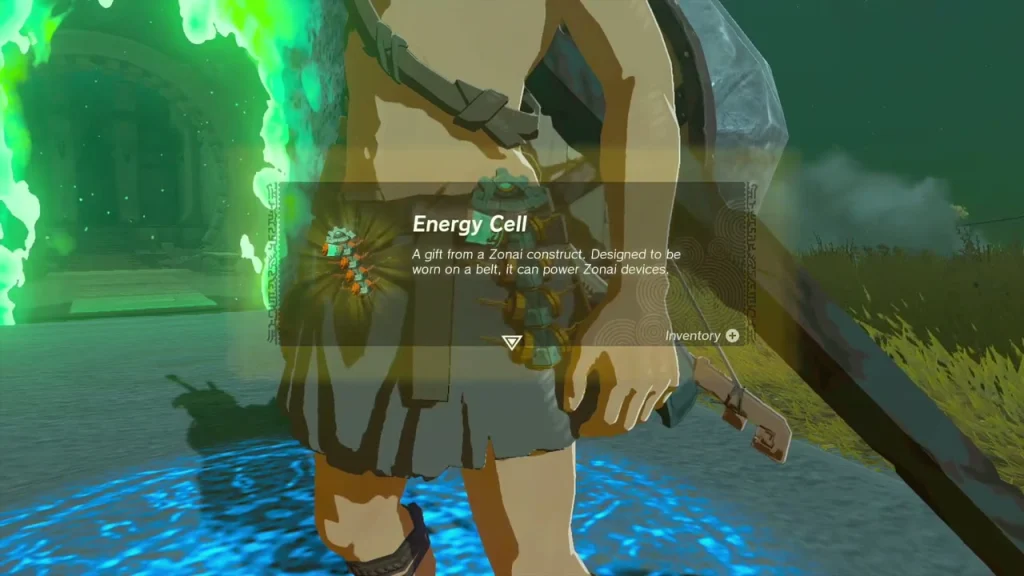 Energy Cell
A gift from a Zonai construct. Designed to be
worn on a belt, it can power Zonai devices.
Inventory